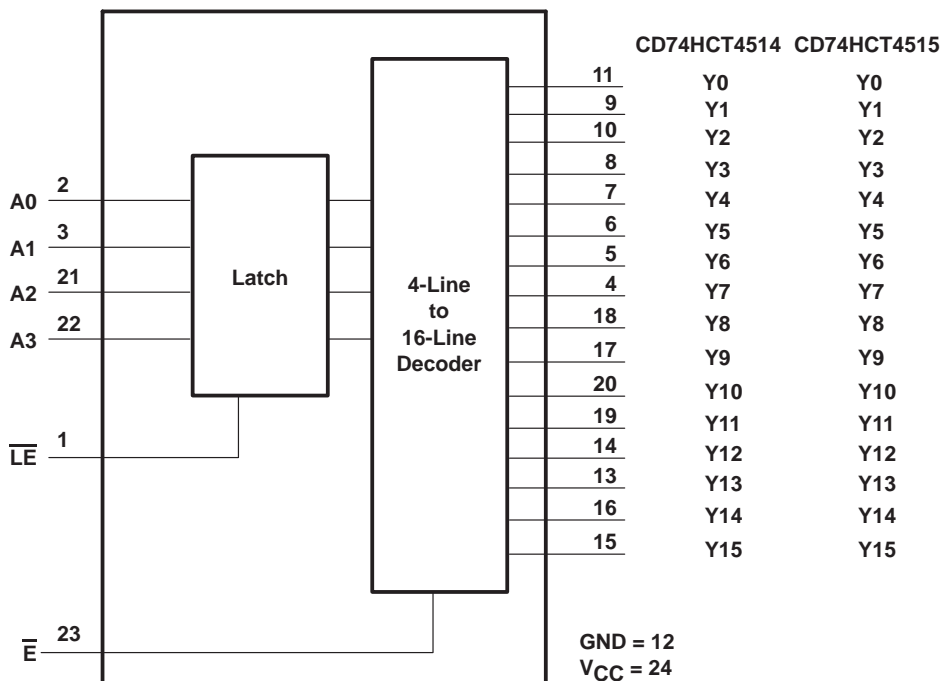 CD74HCT4514 CD74HCT4515
11 Y0 Y0
9 Y1 Y1
10 Y2 Y2
8 Y3 Y3
7 Y4 Y4
6 Y5 Y5
5 Y6 Y6
4 Y7 Y7
18 Y8 Y8
17 Y9 Y9
20 Y10 Y10
19 Y11 Y11
14 Y12 Y12
13 Y13 Y13
16 Y14 Y14
15 Y15 Y15
A0 2
A1 3
A2 21
A3 22
L̅E̅ 1
E̅ 23
Latch
4-Line
to
16-Line
Decoder
GND = 12
VCC = 24